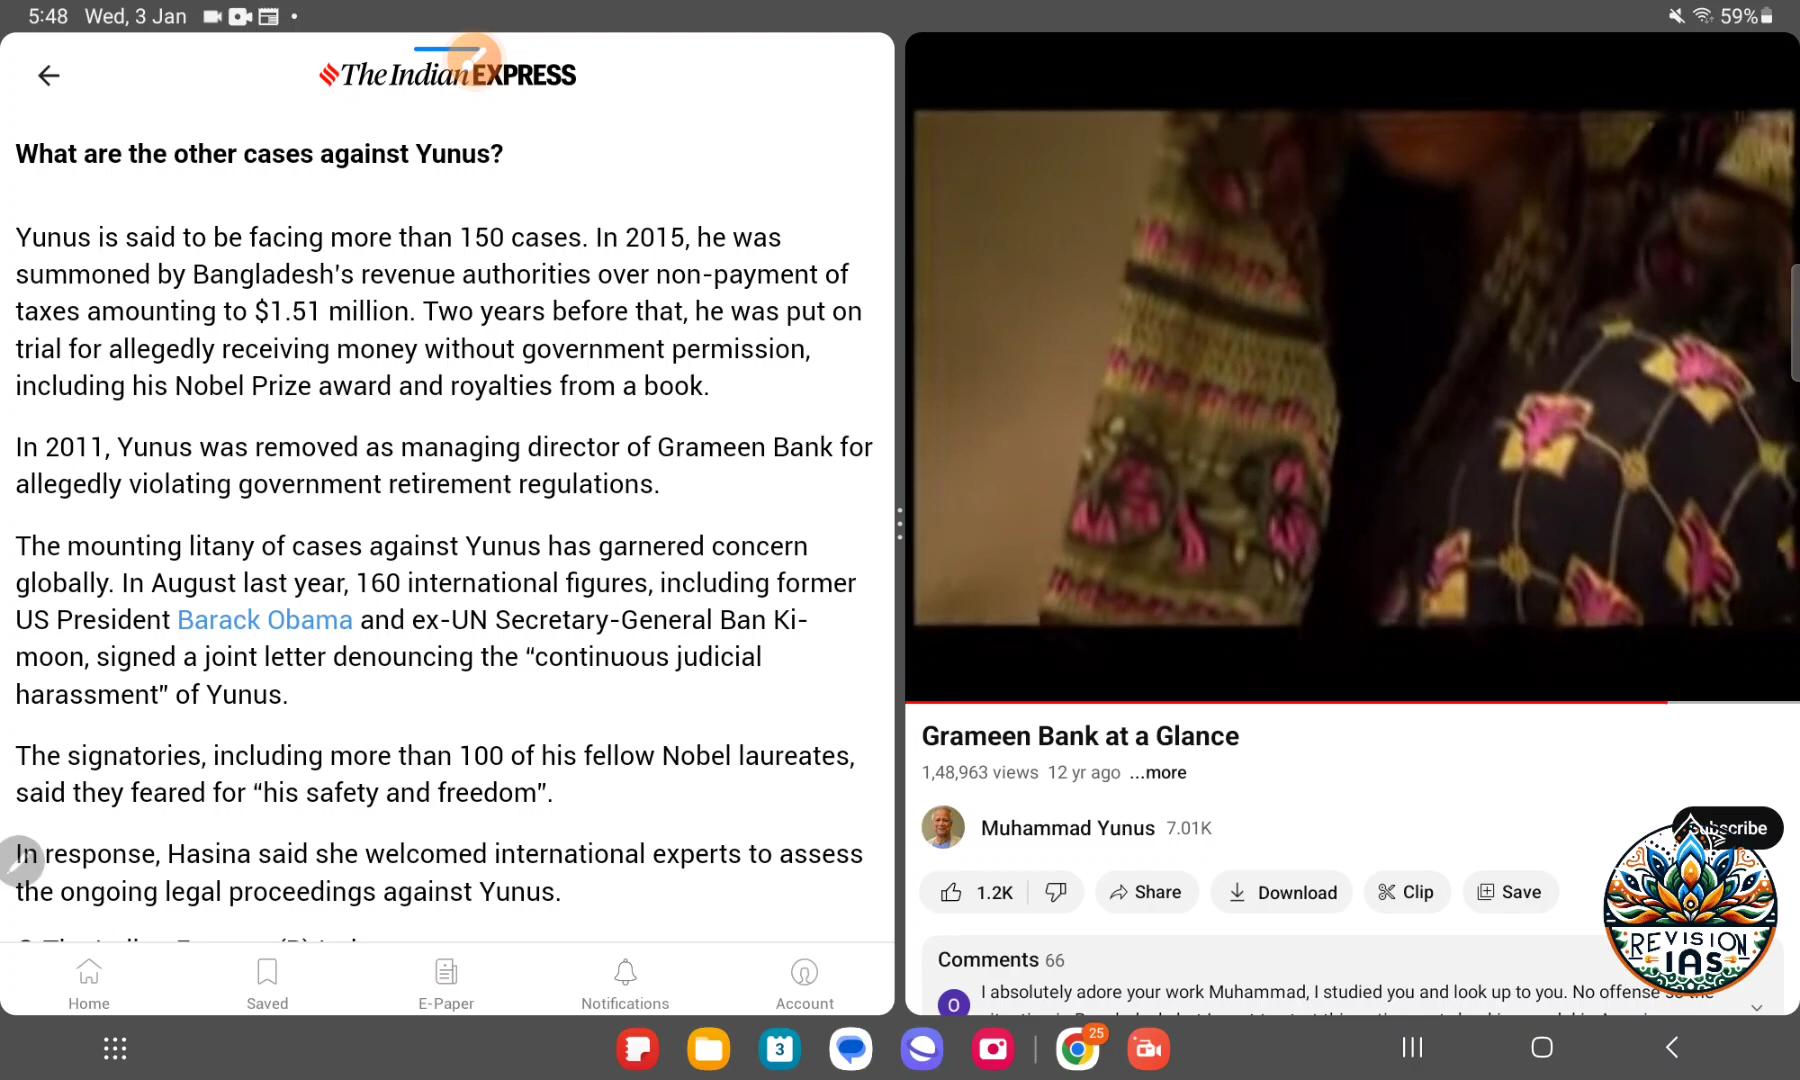 5:48 Wed, 3 Jan
59%
The Indian EXPRESS
What are the other cases against Yunus?
Yunus is said to be facing more than 150 cases. In 2015, he was
summoned by Bangladesh's revenue authorities over non-payment of
taxes amounting to $1.51 million. Two years before that, he was put on
trial for allegedly receiving money without government permission,
including his Nobel Prize award and royalties from a book.
In 2011, Yunus was removed as managing director of Grameen Bank for
allegedly violating government retirement regulations.
The mounting litany of cases against Yunus has garnered concern
globally. In August last year, 160 international figures, including former
US President Barack Obama and ex-UN Secretary-General Ban Ki-
moon, signed a joint letter denouncing the “continuous judicial
harassment” of Yunus.
The signatories, including more than 100 of his fellow Nobel laureates,
said they feared for “his safety and freedom”.
In response, Hasina said she welcomed international experts to assess
the ongoing legal proceedings against Yunus.
Home
Saved
E-Paper
Notifications
Account
Grameen Bank at a Glance
1,48,963 views 12 yr ago ...more
Muhammad Yunus 7.01K
Subscribe
1.2K
Share
Download
Clip
Save
REVISION
IAS
Comments 66
O
I absolutely adore your work Muhammad, I studied you and look up to you. No offense so the
3
25